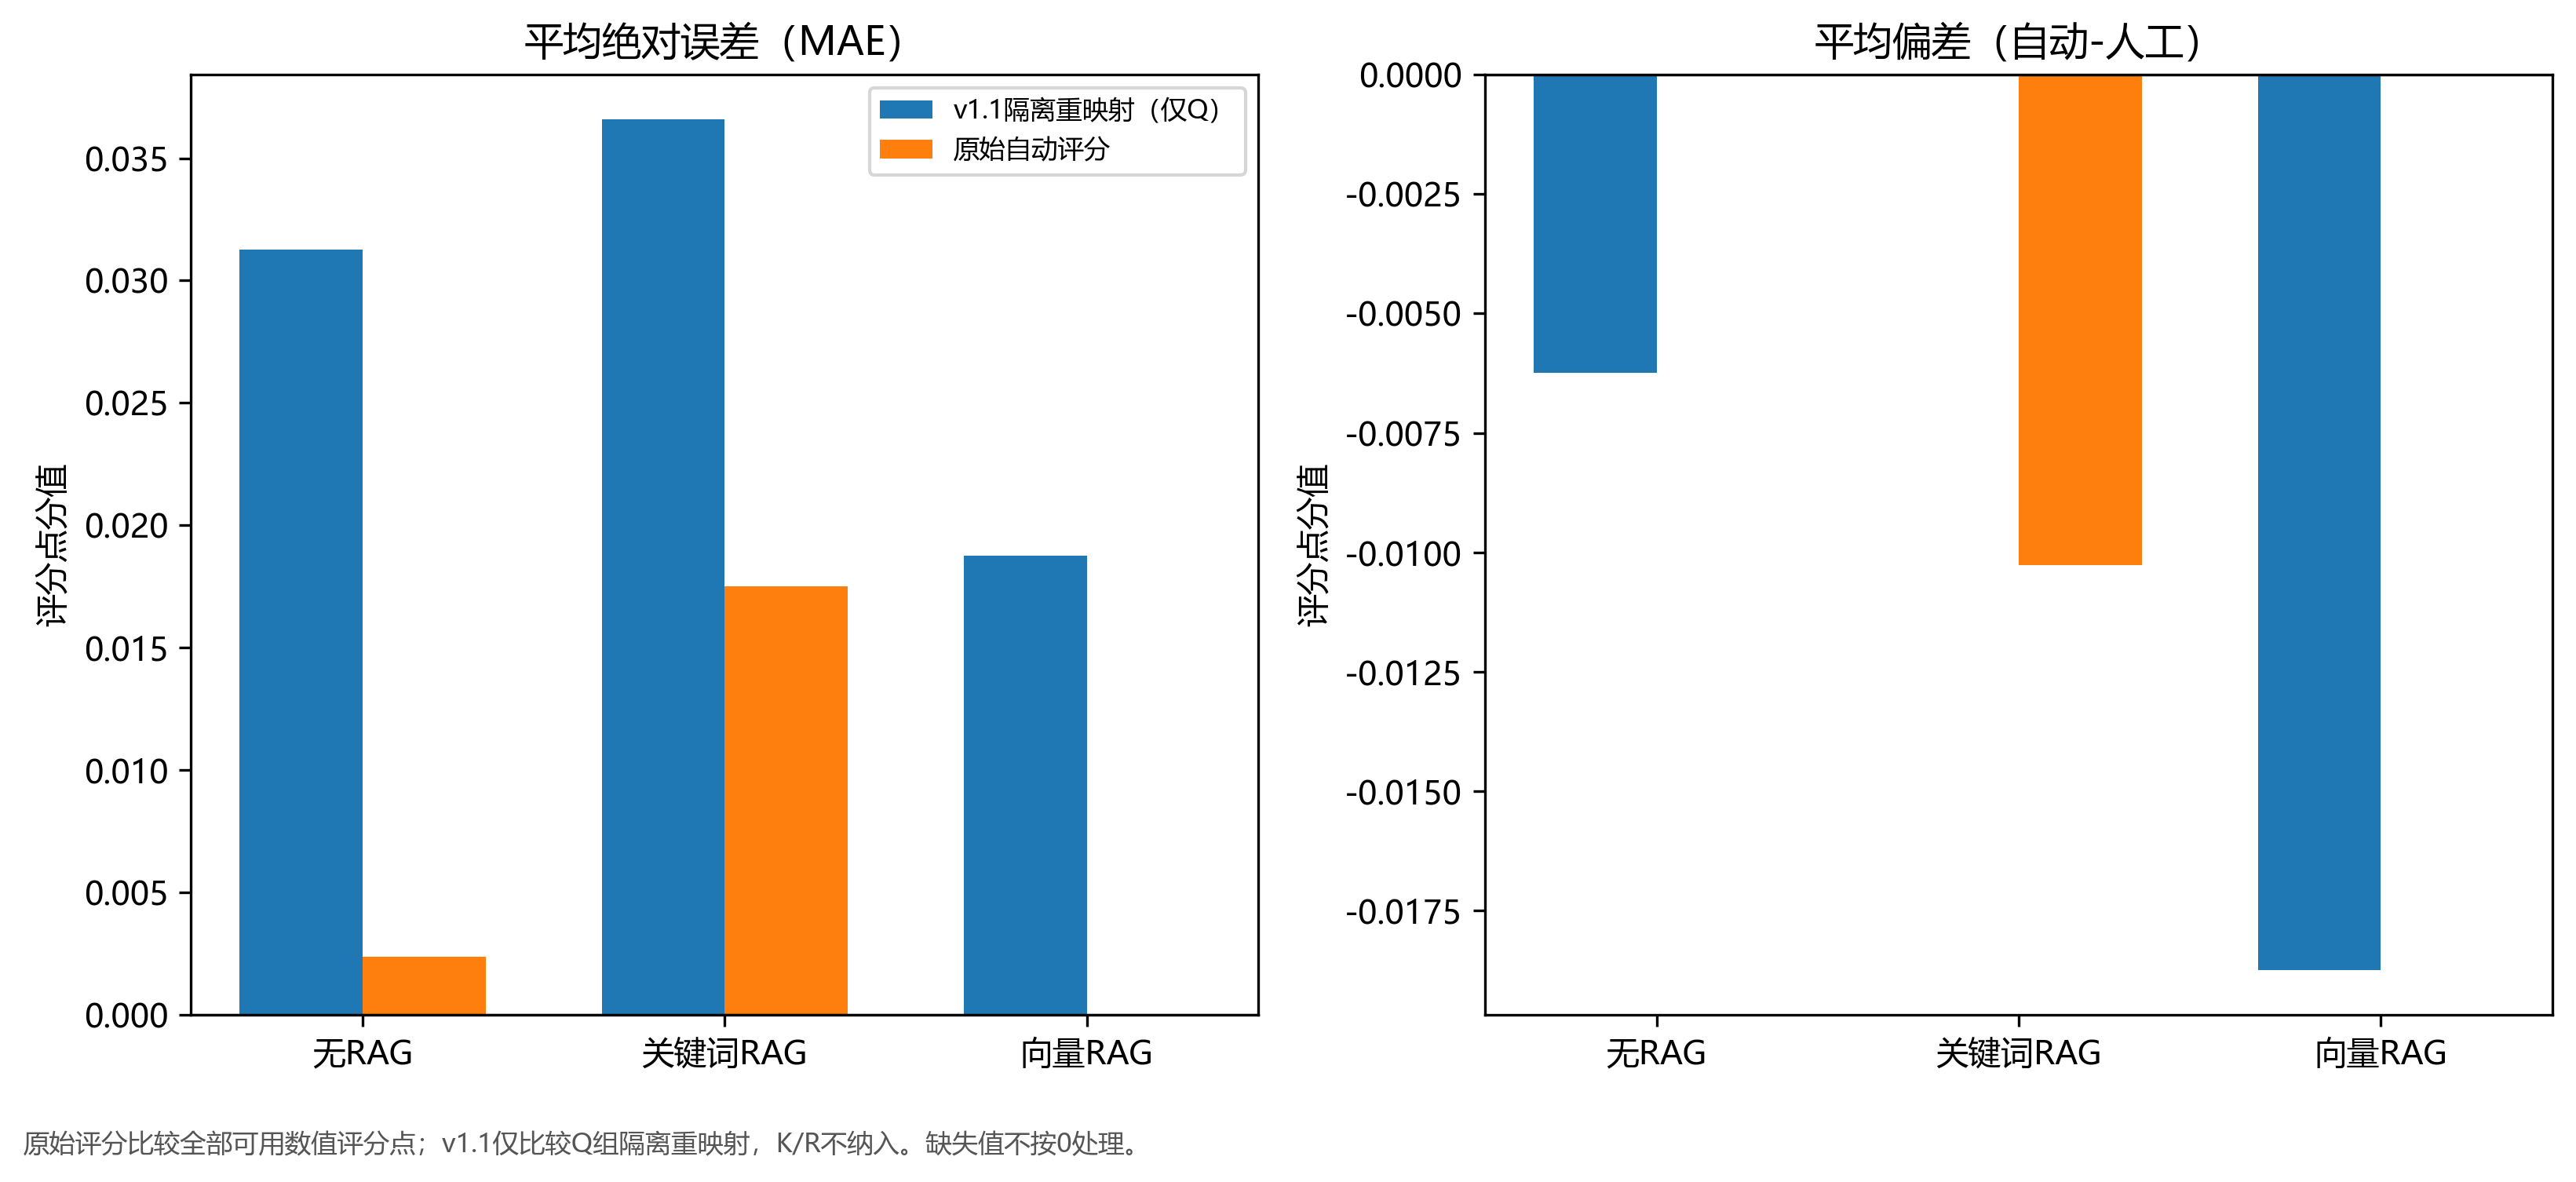 平均绝对误差（MAE）
v1.1隔离重映射（仅Q）
原始自动评分
评分点分值
0.035
0.030
0.025
0.020
0.015
0.010
0.005
0.000
无RAG
关键词RAG
向量RAG
平均偏差（自动-人工）
评分点分值
0.0000
-0.0025
-0.0050
-0.0075
-0.0100
-0.0125
-0.0150
-0.0175
无RAG
关键词RAG
向量RAG
原始评分比较全部可用数值评分点；v1.1仅比较Q组隔离重映射，K/R不纳入。缺失值不按0处理。